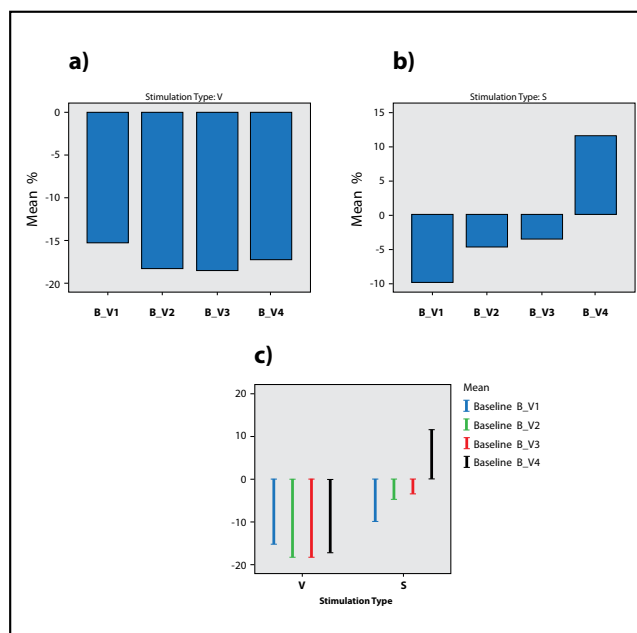 a)
Stimulation Type: V
0
-5
-10
-15
-20
Mean %
B_V1 B_V2 B_V3 B_V4
b)
Stimulation Type: S
15
10
5
0
-5
-10
Mean %
B_V1 B_V2 B_V3 B_V4
c)
20
10
0
-10
-20
V S
Stimulation Type
Mean
Baseline B_V1
Baseline B_V2
Baseline B_V3
Baseline B_V4